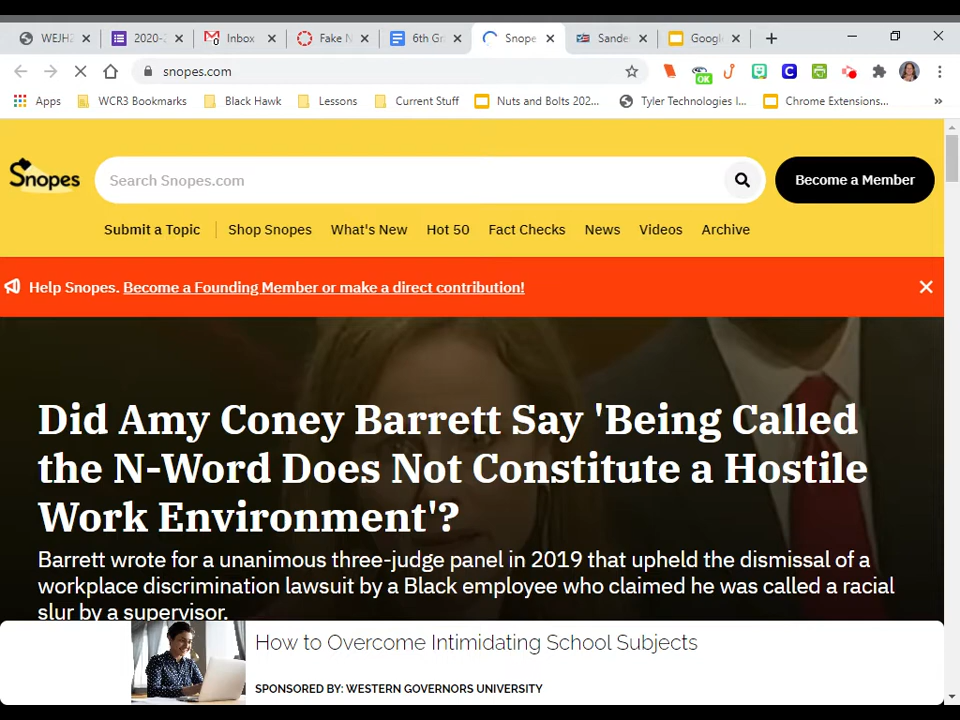 WEJH2
2020-2
Inbox
Fake N
6th Gr
Snope
Sande
Googl
snopes.com
OK
Apps
WCR3 Bookmarks
Black Hawk
Lessons
Current Stuff
Nuts and Bolts 202...
Tyler Technologies I...
Chrome Extensions...
Snopes
Search Snopes.com
Become a Member
Submit a Topic
Shop Snopes
What's New
Hot 50
Fact Checks
News
Videos
Archive
Help Snopes. Become a Founding Member or make a direct contribution!
Did Amy Coney Barrett Say 'Being Called
the N-Word Does Not Constitute a Hostile
Work Environment'?
Barrett wrote for a unanimous three-judge panel in 2019 that upheld the dismissal of a
workplace discrimination lawsuit by a Black employee who claimed he was called a racial
slur by a supervisor.
How to Overcome Intimidating School Subjects
SPONSORED BY: WESTERN GOVERNORS UNIVERSITY